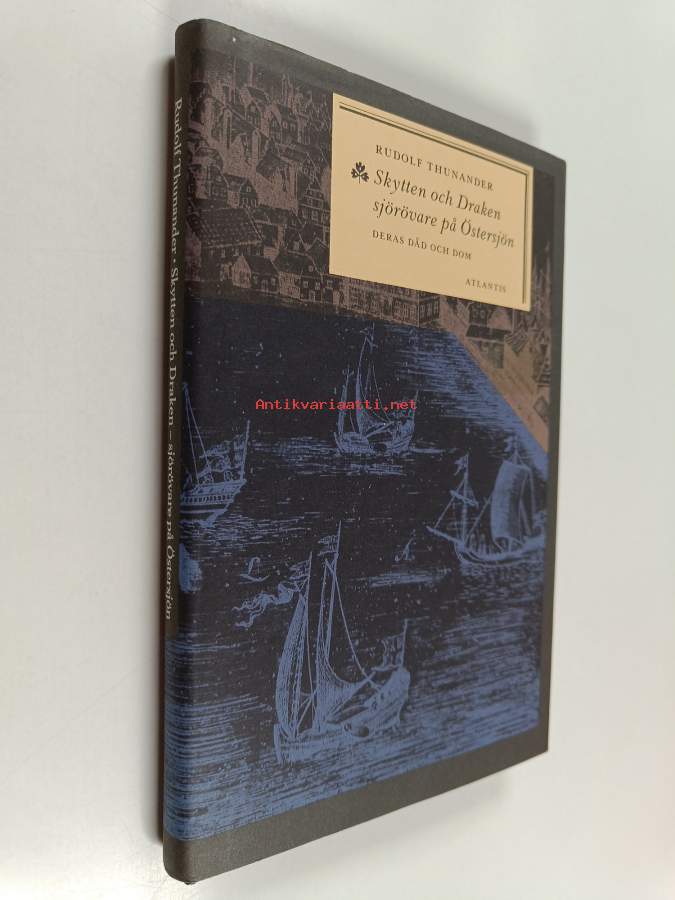 RUDOLF THUNANDER
Skytten och Draken
sjörövare på Östersjön
DERAS DÅD OCH DOM
ATLANTIS
Antikvariaatti.net
Rudolf Thunander • Skytten och Draken – sjörövare på Östersjön